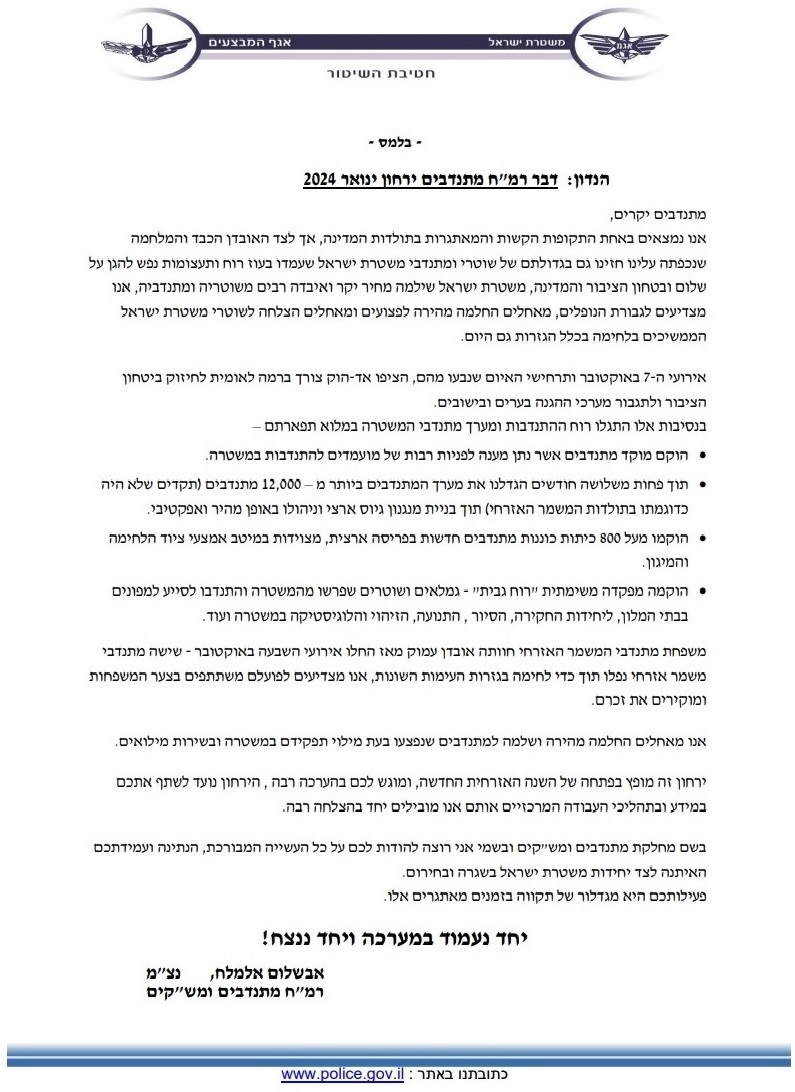 אגף המבצעים
משטרת ישראל
אגמ
חטיבת השיטור
- בלמס -
הנדון: דבר רמ״ח מתנדבים ירחון ינואר 2024
מתנדבים יקרים,
אנו נמצאים באחת התקופות הקשות והמאתגרות בתולדות המדינה, אך לצד האובדן הכבד והמלחמה
שנכפתה עלינו חזינו גם בגדולתם של שוטרי ומתנדבי משטרת ישראל שעמדו בעוז רוח ותעצומות נפש להגן על
שלום ובטחון הציבור והמדינה, משטרת ישראל שילמה מחיר יקר ואיבדה רבים משוטריה ומתנדביה, אנו
מצדיעים לגבורת הנופלים, מאחלים החלמה מהירה לפצועים ומאחלים הצלחה לשוטרי משטרת ישראל
הממשיכים בלחימה בכלל הגזרות גם היום.
אירועי ה-7 באוקטובר ותרחישי האיום שנבעו מהם, הציפו אד-הוק צורך ברמה לאומית לחיזוק ביטחון
הציבור ולתגבור מערכי ההגנה בערים ובישובים.
בנסיבות אלו התגלו רוח ההתנדבות ומערך מתנדבי המשטרה במלוא תפארתם –
• הוקם מוקד מתנדבים אשר נתן מענה לפניות רבות של מועמדים להתנדבות במשטרה.
• תוך פחות משלושה חודשים הגדלנו את מערך המתנדבים ביותר מ – 12,000 מתנדבים (תקדים שלא היה
כדוגמתו בתולדות המשמר האזרחי) תוך בניית מנגנון גיוס ארצי וניהולו באופן מהיר ואפקטיבי.
• הוקמו מעל 800 כיתות כוננות מתנדבים חדשות בפריסה ארצית, מצוידות במיטב אמצעי ציוד הלחימה
והמיגון.
• הוקמה מפקדה משימתית ״רוח גבית״ - גמלאים ושוטרים שפרשו מהמשטרה והתנדבו לסייע למפונים
בבתי המלון, ליחידות החקירה, הסיור , התנועה, הזיהוי והלוגיסטיקה במשטרה ועוד.
משפחת מתנדבי המשמר האזרחי חוותה אובדן עמוק מאז החלו אירועי השבעה באוקטובר - שישה מתנדבי
משמר אזרחי נפלו תוך כדי לחימה בגזרות העימות השונות, אנו מצדיעים לפועלם משתתפים בצער המשפחות
ומוקירים את זכרם.
אנו מאחלים החלמה מהירה ושלמה למתנדבים שנפצעו בעת מילוי תפקידם במשטרה ובשירות מילואים.
ירחון זה מופץ בפתחה של השנה האזרחית החדשה, ומוגש לכם בהערכה רבה , הירחון נועד לשתף אתכם
במידע ובתהליכי העבודה המרכזיים אותם אנו מובילים יחד בהצלחה רבה.
בשם מחלקת מתנדבים ומש״קים ובשמי אני רוצה להודות לכם על כל העשייה המבורכת, הנתינה ועמידתכם
האיתנה לצד יחידות משטרת ישראל בשגרה ובחירום.
פעילותכם היא מגדלור של תקווה בזמנים מאתגרים אלו.
יחד נעמוד במערכה ויחד ננצח!
אבשלום אלמלח, נצ״מ
רמ״ח מתנדבים ומש״קים
כתובתנו באתר : www.police.gov.il